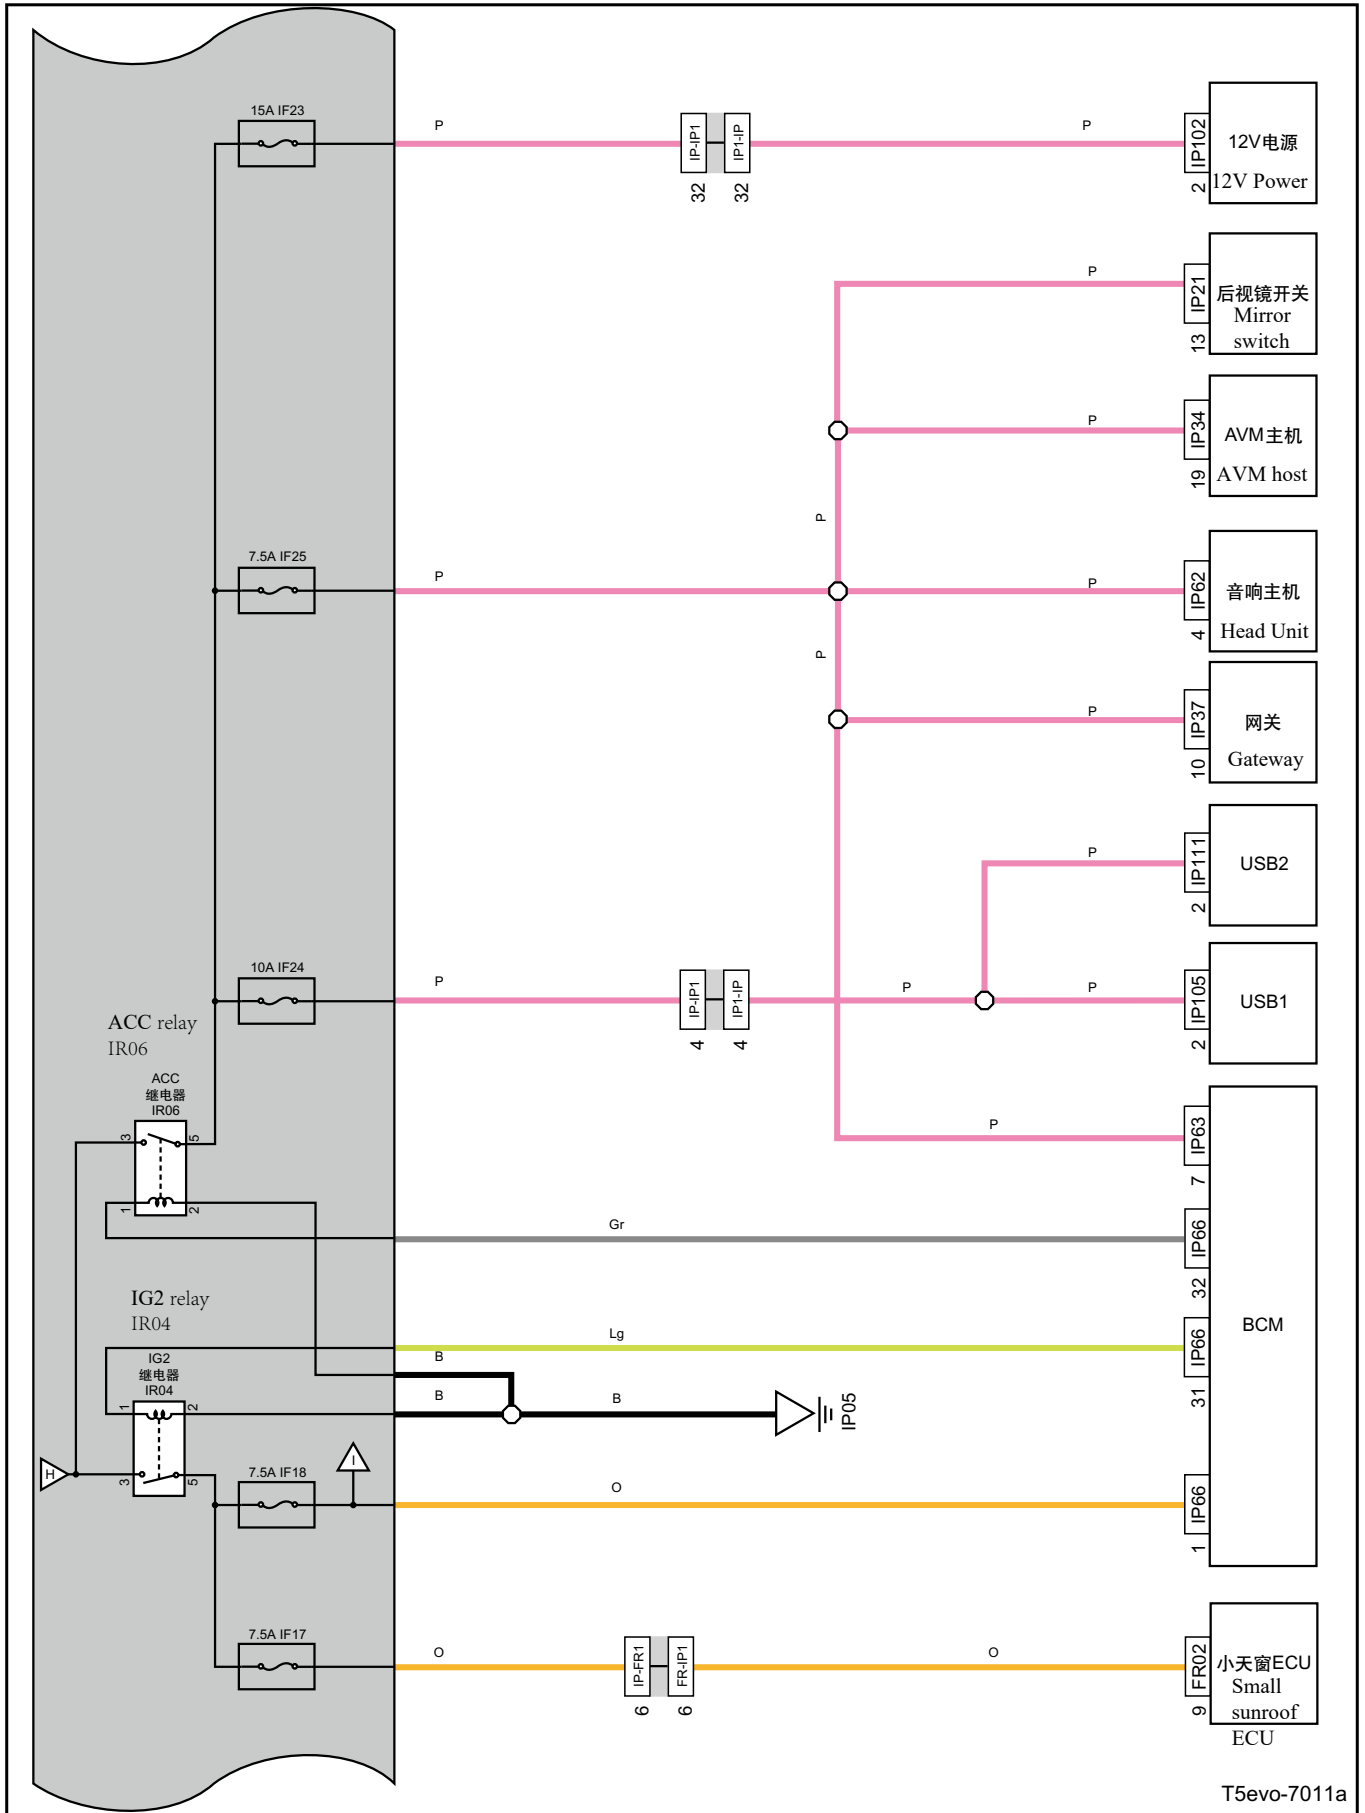 15A IF23
P
IP-IP1
IP1-IP
32
32
P
IP102
2
12V电源
12V Power
P
IP21
13
后视镜开关
Mirror
switch
P
IP34
19
AVM主机
AVM host
P
7.5A IF25
P
P
IP62
4
音响主机
Head Unit
P
P
IP37
10
网关
Gateway
P
IP111
2
USB2
10A IF24
P
IP-IP1
IP1-IP
4
4
P
P
IP105
2
USB1
ACC relay
IR06
ACC
继电器
IR06
3
5
1
2
P
IP63
7
Gr
IP66
32
BCM
IG2 relay
IR04
Lg
IP66
31
IG2
继电器
IR04
1
2
3
5
B
B
B
IP05
H
I
7.5A IF18
O
IP66
1
7.5A IF17
O
IP-FR1
FR-IP1
6
6
O
FR02
9
小天窗ECU
Small
sunroof
ECU
T5evo-7011a